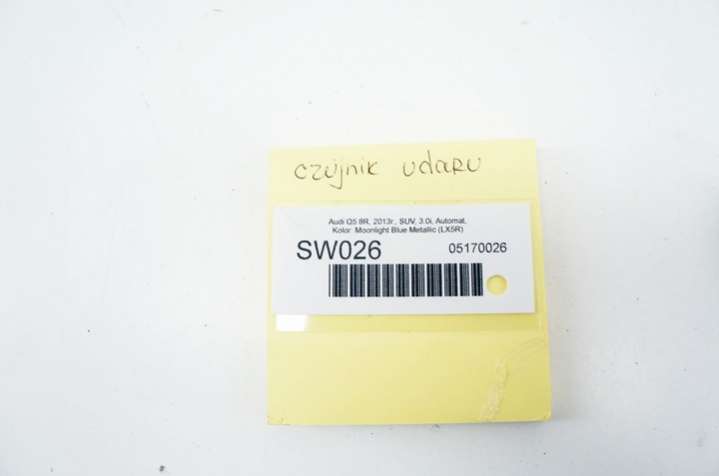 czujnik udaru
Audi Q5 8R, 2013r., SUV, 3.0i, Automat,
Kolor: Moonlight Blue Metallic (LX5R)
SW026 05170026